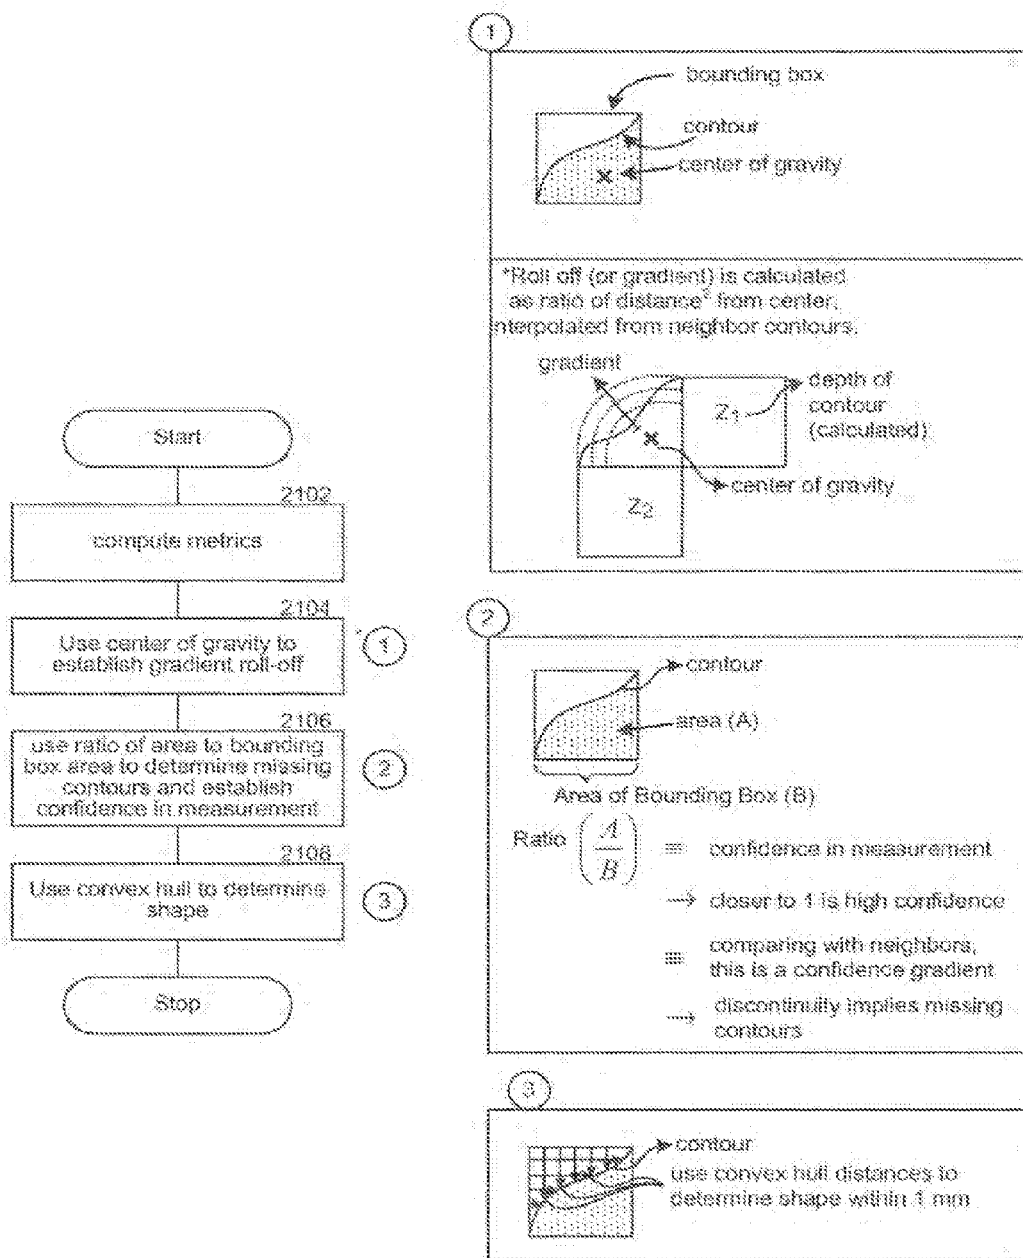 Start
2102
compute metrics
2104
Use center of gravity to
establish gradient roll-off
1
2106
use ratio of area to bounding
box area to determine missing
contours and establish
confidence in measurement
2
2108
Use convex hull to determine
shape
3
Stop
1
bounding box
contour
center of gravity
*Roll off (or gradient) is calculated
as ratio of distance² from center,
interpolated from neighbor contours.
gradient
Z1
depth of
contour
(calculated)
center of gravity
Z2
2
contour
area (A)
Area of Bounding Box (B)
Ratio (A/B) ≡ confidence in measurement
→ closer to 1 is high confidence
≡ comparing with neighbors,
this is a confidence gradient
→ discontinuity implies missing
contours
3
contour
use convex hull distances to
determine shape within 1 mm